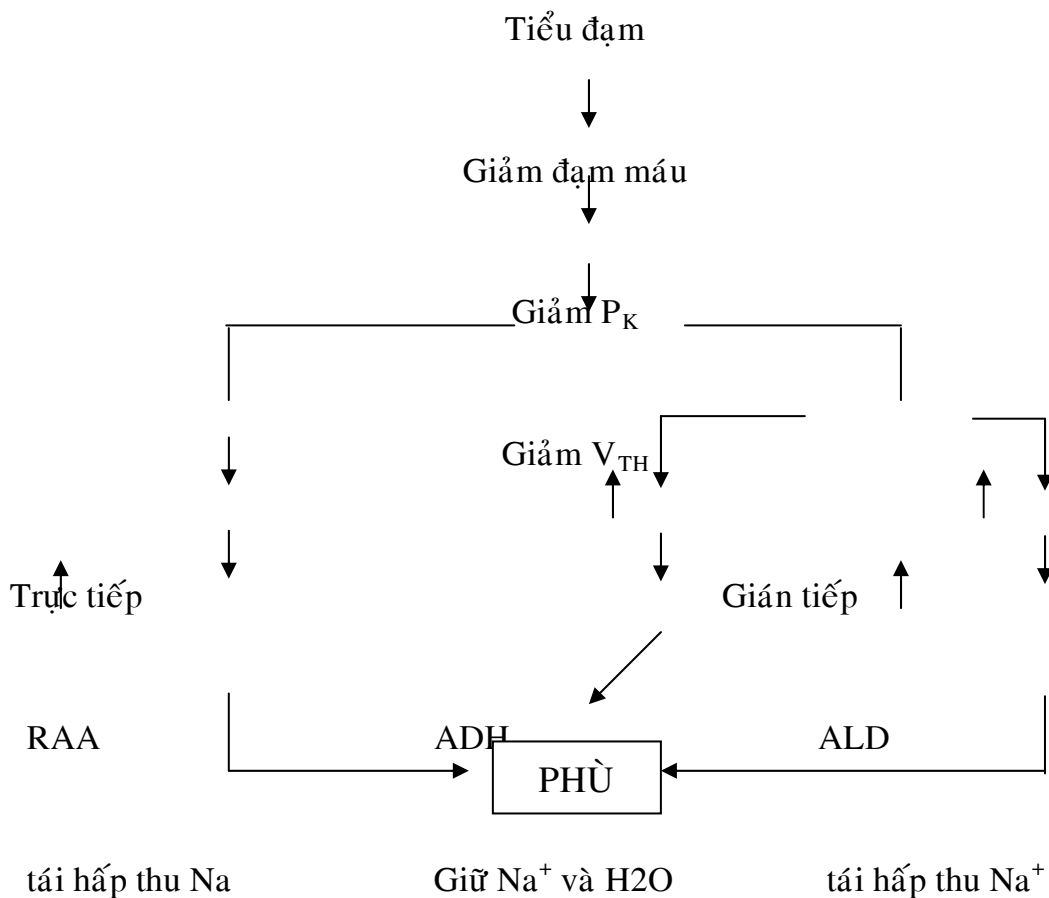 Tiểu đạm
Giảm đạm máu
Giảm P_K
Giảm V_TH
Trực tiếp Gián tiếp
RAA ADH ALD
PHÙ
tái hấp thu Na Giữ Na⁺ và H2O tái hấp thu Na⁺